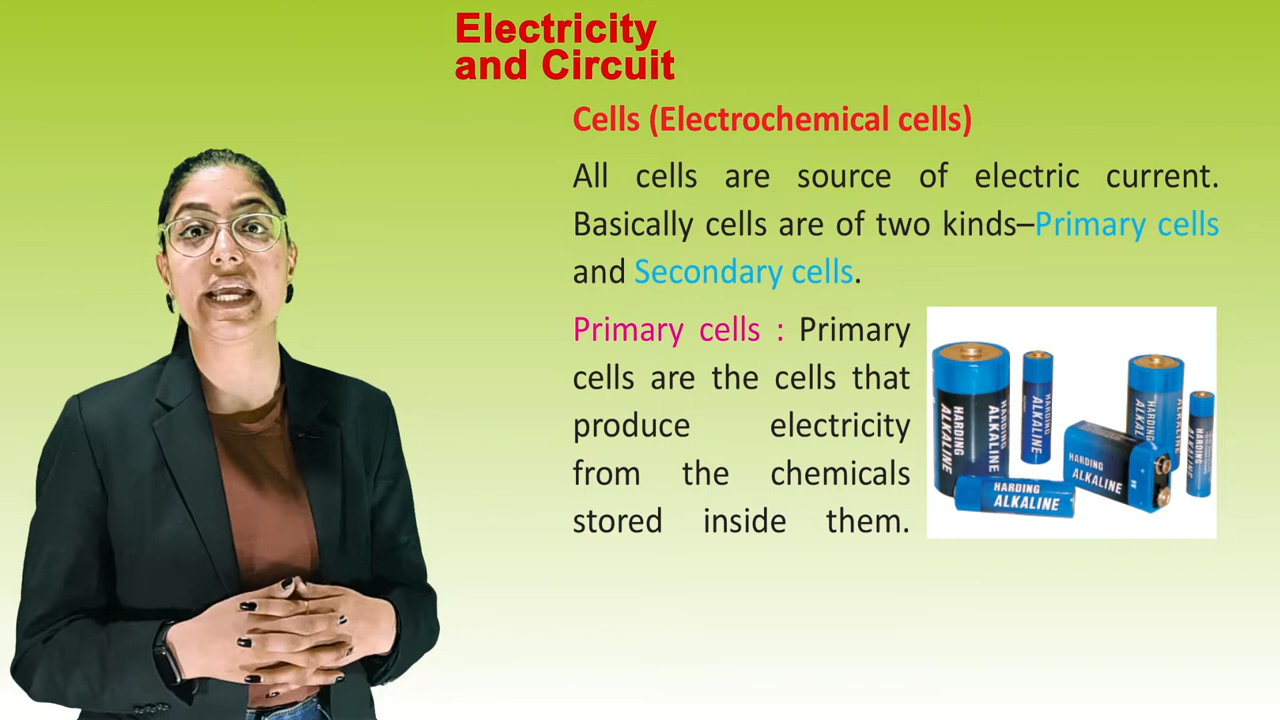 Electricity
and Circuit
Cells (Electrochemical cells)
All cells are source of electric current.
Basically cells are of two kinds–Primary cells
and Secondary cells.
Primary cells : Primary
cells are the cells that
produce electricity
from the chemicals
stored inside them.
HARDING
ALKALINE
ALKALINE
HARDING
ALKALINE
HARDING
ALKALINE
HARDING
ALKALINE
HARDING
ALKALINE